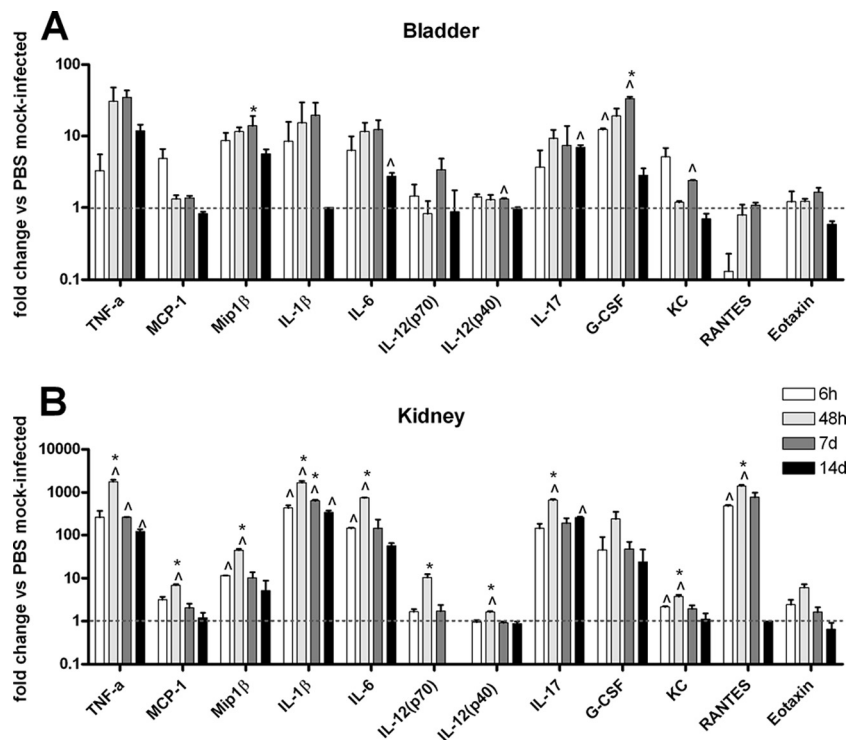 A
Bladder
fold change vs PBS mock-infected
100
10
1
0.1
*
^
^
^
*
^
^
^
TNF-a
MCP-1
Mip1β
IL-1β
IL-6
IL-12(p70)
IL-12(p40)
IL-17
G-CSF
KC
RANTES
Eotaxin
B
Kidney
6h
48h
7d
14d
fold change vs PBS mock-infected
10000
1000
100
10
1
0.1
* ^ ^ ^
* ^
^ * ^
^ * ^ * ^ ^
^ * ^
*
* ^
* ^ ^
^ * ^
^ * ^
TNF-a
MCP-1
Mip1β
IL-1β
IL-6
IL-12(p70)
IL-12(p40)
IL-17
G-CSF
KC
RANTES
Eotaxin